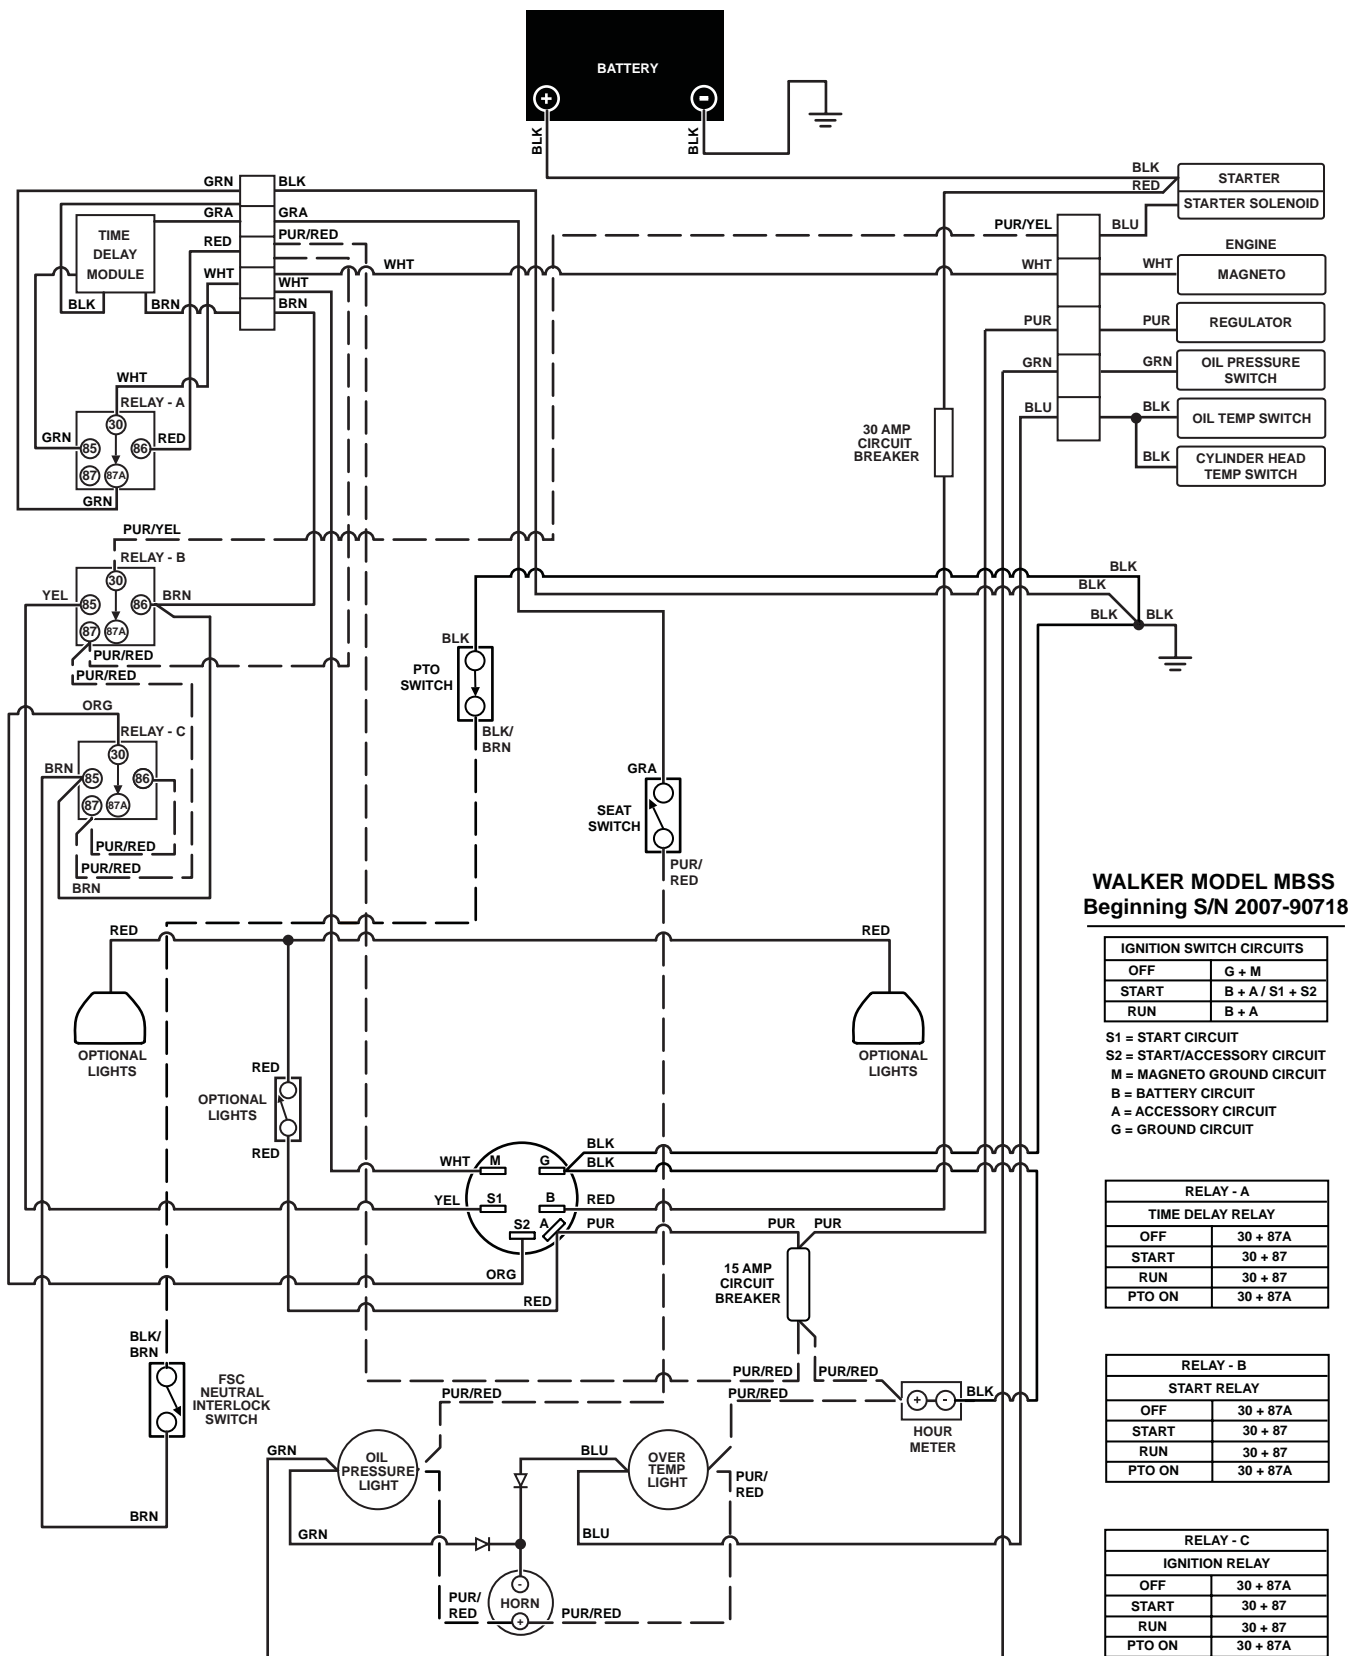 BATTERY
+
-
BLK
BLK
BLK
RED
STARTER
STARTER SOLENOID
PUR/YEL
BLU
ENGINE
WHT
WHT
MAGNETO
PUR
PUR
REGULATOR
GRN
GRN
OIL PRESSURE
SWITCH
BLU
BLK
OIL TEMP SWITCH
BLK
CYLINDER HEAD
TEMP SWITCH
GRN
BLK
GRA
GRA
PUR/RED
RED
WHT
WHT
WHT
BRN
BRN
BLK
TIME
DELAY
MODULE
30 AMP
CIRCUIT
BREAKER
WHT
RELAY - A
30
GRN
85
86
RED
87
87A
GRN
PUR/YEL
RELAY - B
30
YEL
85
86
BRN
87
87A
PUR/RED
PUR/RED
ORG
RELAY - C
30
BRN
85
86
87
87A
PUR/RED
PUR/RED
BRN
BLK
BLK
BLK
BLK
BLK
PTO
SWITCH
BLK/
BRN
GRA
SEAT
SWITCH
PUR/
RED
RED
RED
OPTIONAL
LIGHTS
OPTIONAL
LIGHTS
RED
OPTIONAL
LIGHTS
RED
WALKER MODEL MBSS
Beginning S/N 2007-90718
IGNITION SWITCH CIRCUITS
OFF G + M
START B + A / S1 + S2
RUN B + A
S1 = START CIRCUIT
S2 = START/ACCESSORY CIRCUIT
M = MAGNETO GROUND CIRCUIT
B = BATTERY CIRCUIT
A = ACCESSORY CIRCUIT
G = GROUND CIRCUIT
WHT
M
G
BLK
BLK
YEL
S1
B
RED
S2
A
PUR
PUR
PUR
ORG
RED
15 AMP
CIRCUIT
BREAKER
RELAY - A
TIME DELAY RELAY
OFF 30 + 87A
START 30 + 87
RUN 30 + 87
PTO ON 30 + 87A
BLK/
BRN
FSC
NEUTRAL
INTERLOCK
SWITCH
BRN
PUR/RED
PUR/RED
PUR/RED
PUR/RED
+
-
BLK
HOUR
METER
GRN
OIL
PRESSURE
LIGHT
BLU
OVER
TEMP
LIGHT
PUR/
RED
GRN
BLU
-
HORN
+
PUR/
RED
PUR/RED
RELAY - B
START RELAY
OFF 30 + 87A
START 30 + 87
RUN 30 + 87
PTO ON 30 + 87A
RELAY - C
IGNITION RELAY
OFF 30 + 87A
START 30 + 87
RUN 30 + 87
PTO ON 30 + 87A